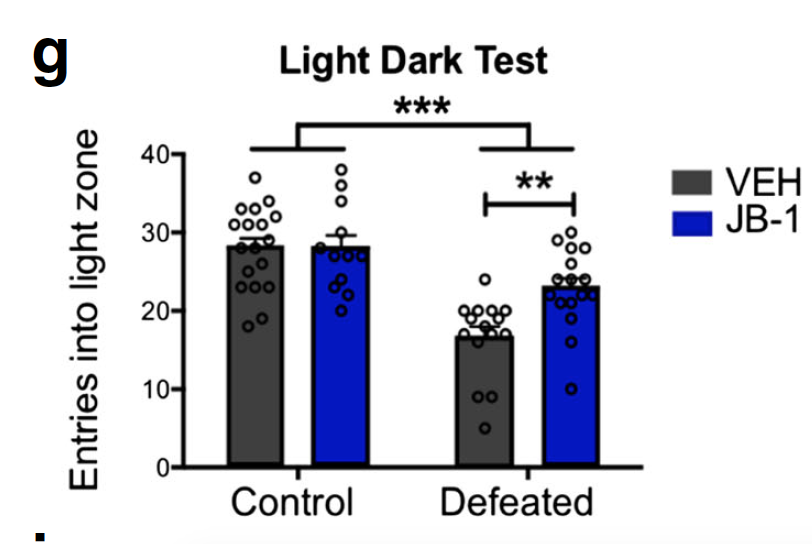 g
Light Dark Test
***
**
Entries into light zone
40
30
20
10
0
Control
Defeated
VEH
JB-1